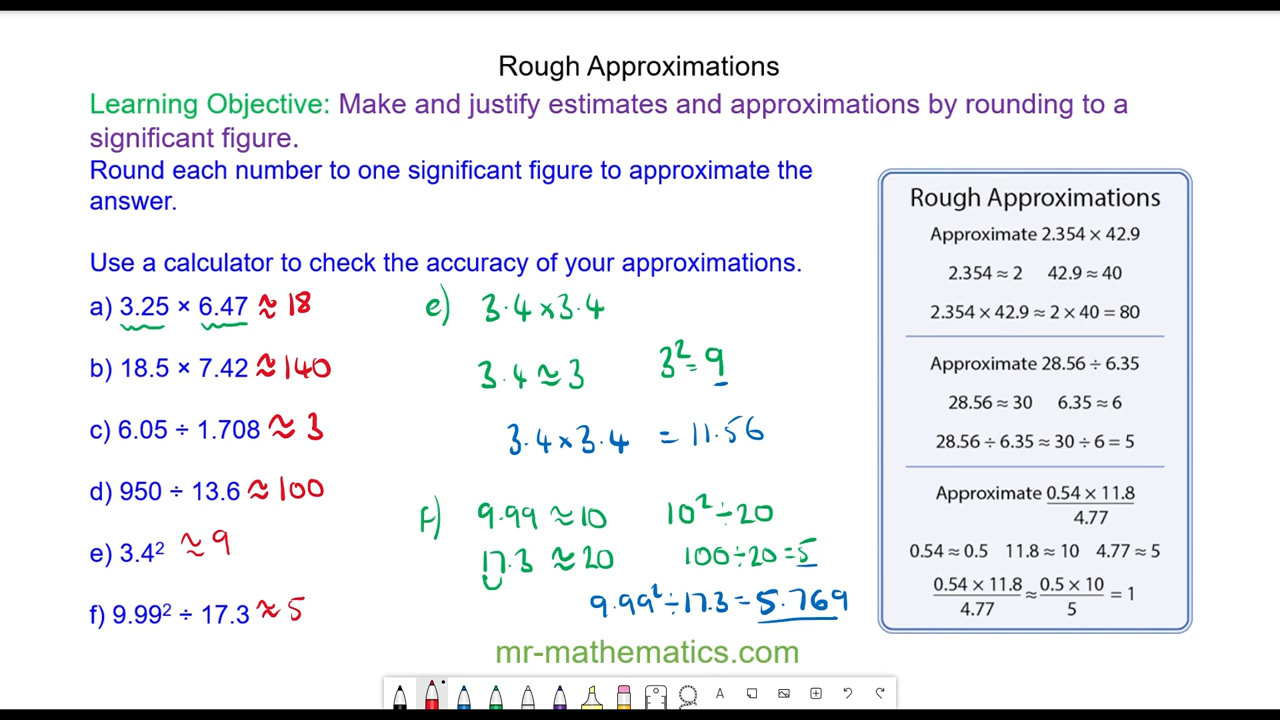 Rough Approximations
Learning Objective: Make and justify estimates and approximations by rounding to a
significant figure.
Round each number to one significant figure to approximate the
answer.
Use a calculator to check the accuracy of your approximations.
a) 3.25 × 6.47 ≈ 18
b) 18.5 × 7.42 ≈ 140
c) 6.05 ÷ 1.708 ≈ 3
d) 950 ÷ 13.6 ≈ 100
e) 3.4² ≈ 9
f) 9.99² ÷ 17.3 ≈ 5
e) 3.4 × 3.4
3.4 ≈ 3 3² = 9
3.4 × 3.4 = 11.56
f) 9.99 ≈ 10 10² ÷ 20
17.3 ≈ 20 100 ÷ 20 = 5
9.99² ÷ 17.3 = 5.769
Rough Approximations
Approximate 2.354 × 42.9
2.354 ≈ 2 42.9 ≈ 40
2.354 × 42.9 ≈ 2 × 40 = 80
Approximate 28.56 ÷ 6.35
28.56 ≈ 30 6.35 ≈ 6
28.56 ÷ 6.35 ≈ 30 ÷ 6 = 5
Approximate 0.54 × 11.8
4.77
0.54 ≈ 0.5 11.8 ≈ 10 4.77 ≈ 5
0.54 × 11.8 ≈ 0.5 × 10 = 1
4.77 5
mr-mathematics.com
A